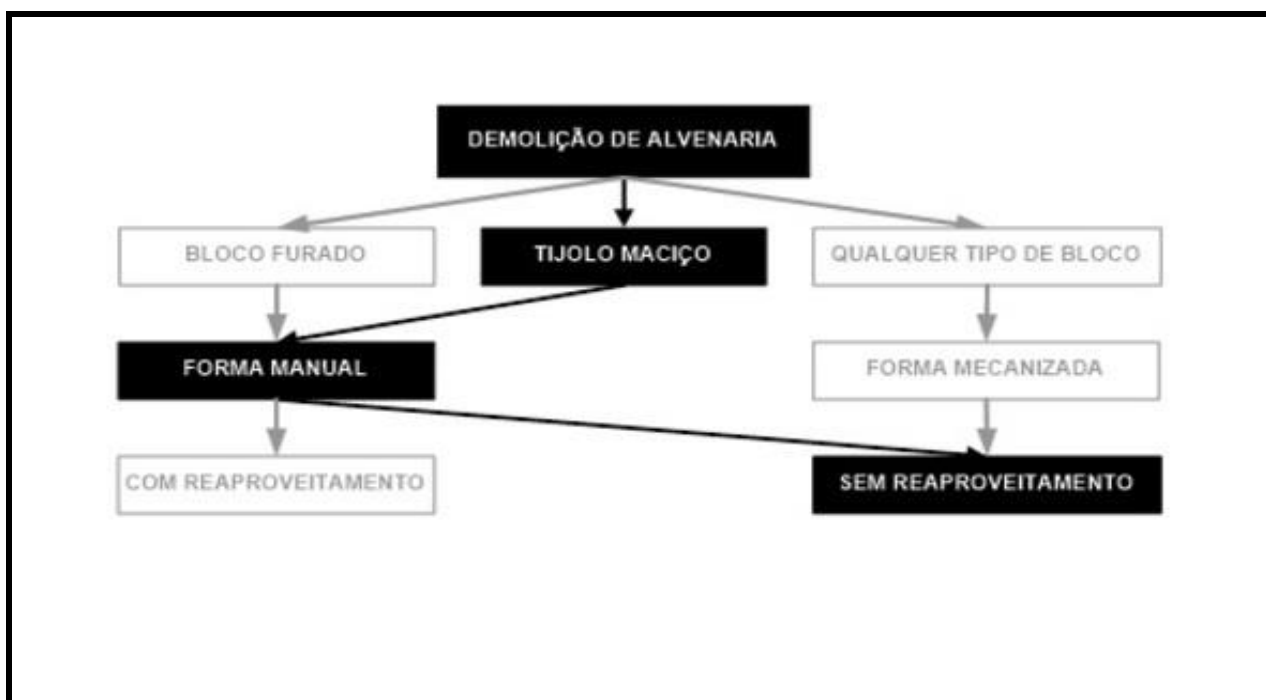 DEMOLIÇÃO DE ALVENARIA
BLOCO FURADO
TIJOLO MACIÇO
QUALQUER TIPO DE BLOCO
FORMA MANUAL
FORMA MECANIZADA
COM REAPROVEITAMENTO
SEM REAPROVEITAMENTO